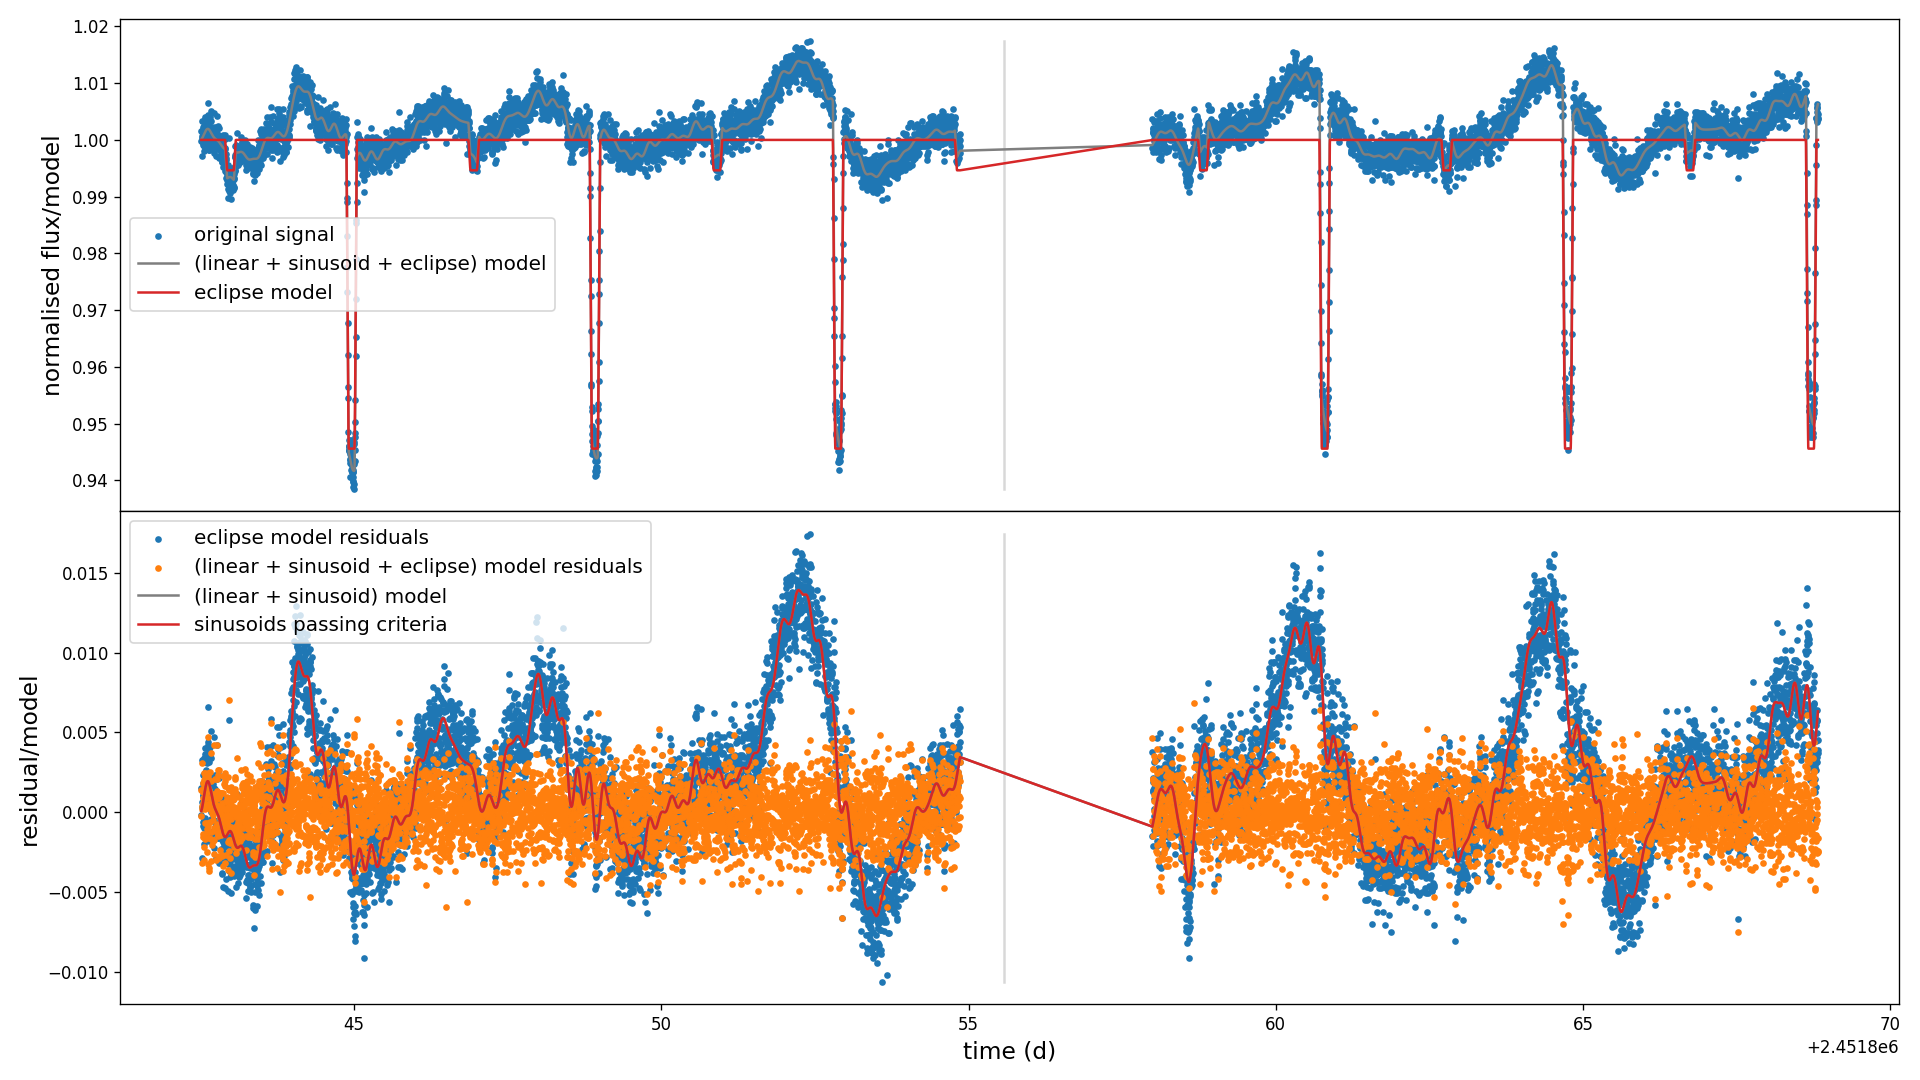 1.02
1.01
1.00
0.99
0.98
0.97
0.96
0.95
0.94
normalised flux/model
original signal
(linear + sinusoid + eclipse) model
eclipse model
0.015
0.010
0.005
0.000
−0.005
−0.010
residual/model
eclipse model residuals
(linear + sinusoid + eclipse) model residuals
(linear + sinusoid) model
sinusoids passing criteria
45
50
55
60
65
70
time (d)
+2.4518e6